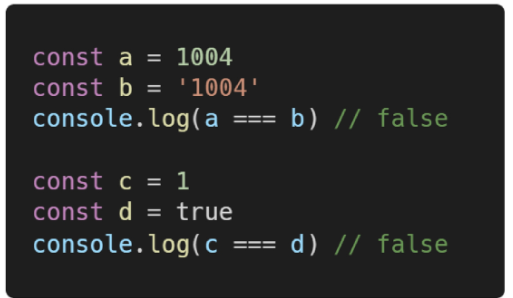 const a = 1004
const b = '1004'
console.log(a === b) // false
const c = 1
const d = true
console.log(c === d) // false